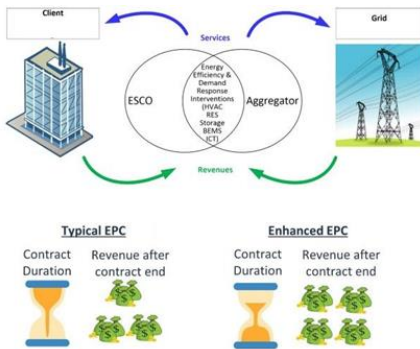 Client
Grid
Services
ESCO
Energy
Efficiency &
Demand
Response
Interventions
(HVAC
RES
Storage
BEMS
ICT)
Aggregator
Revenues
Typical EPC
Enhanced EPC
Contract
Duration
Revenue after
contract end
Contract
Duration
Revenue after
contract end